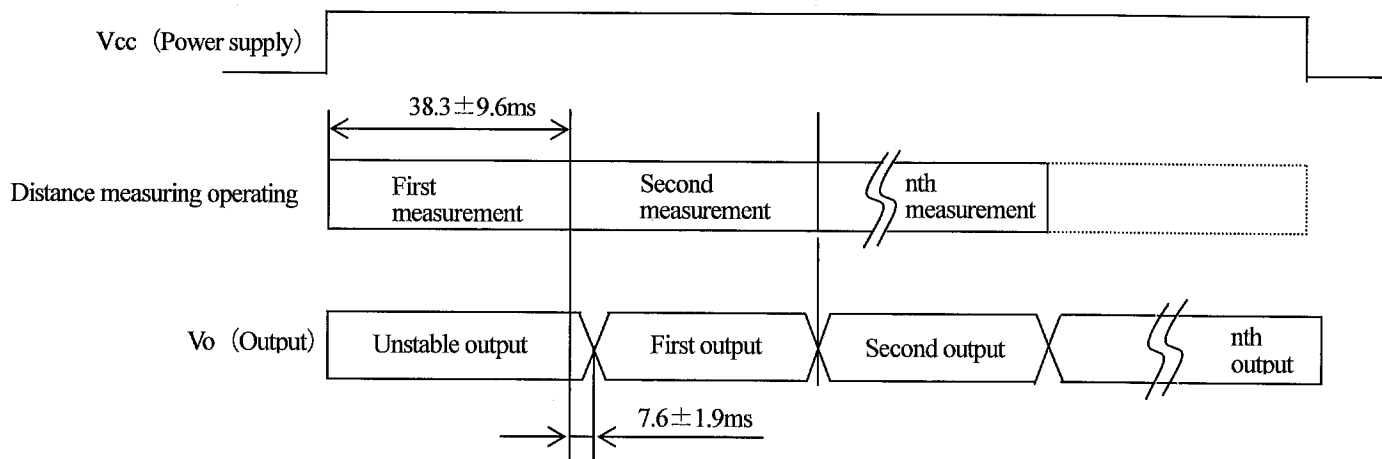 Vcc (Power supply)
38.3±9.6ms
Distance measuring operating
First
measurement
Second
measurement
nth
measurement
Vo (Output)
Unstable output
First output
Second output
nth
output
7.6±1.9ms